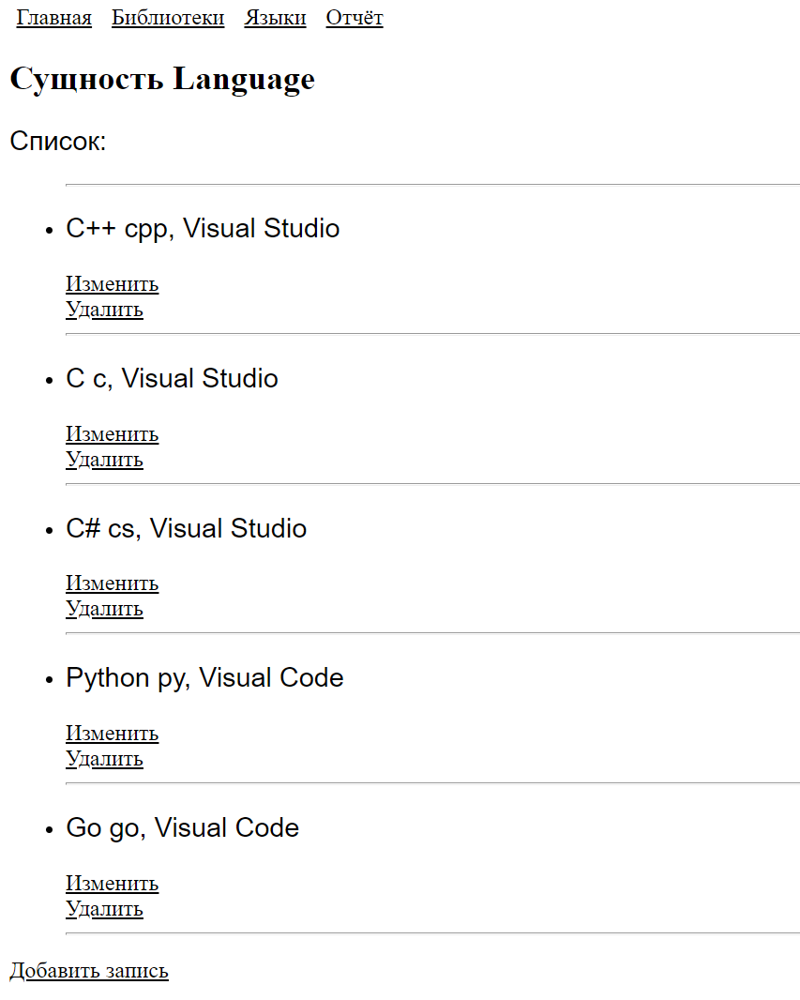 Главная Библиотеки Языки Отчёт
Сущность Language
Список:
C++ cpp, Visual Studio
Изменить
Удалить
C c, Visual Studio
Изменить
Удалить
C# cs, Visual Studio
Изменить
Удалить
Python py, Visual Code
Изменить
Удалить
Go go, Visual Code
Изменить
Удалить
Добавить запись